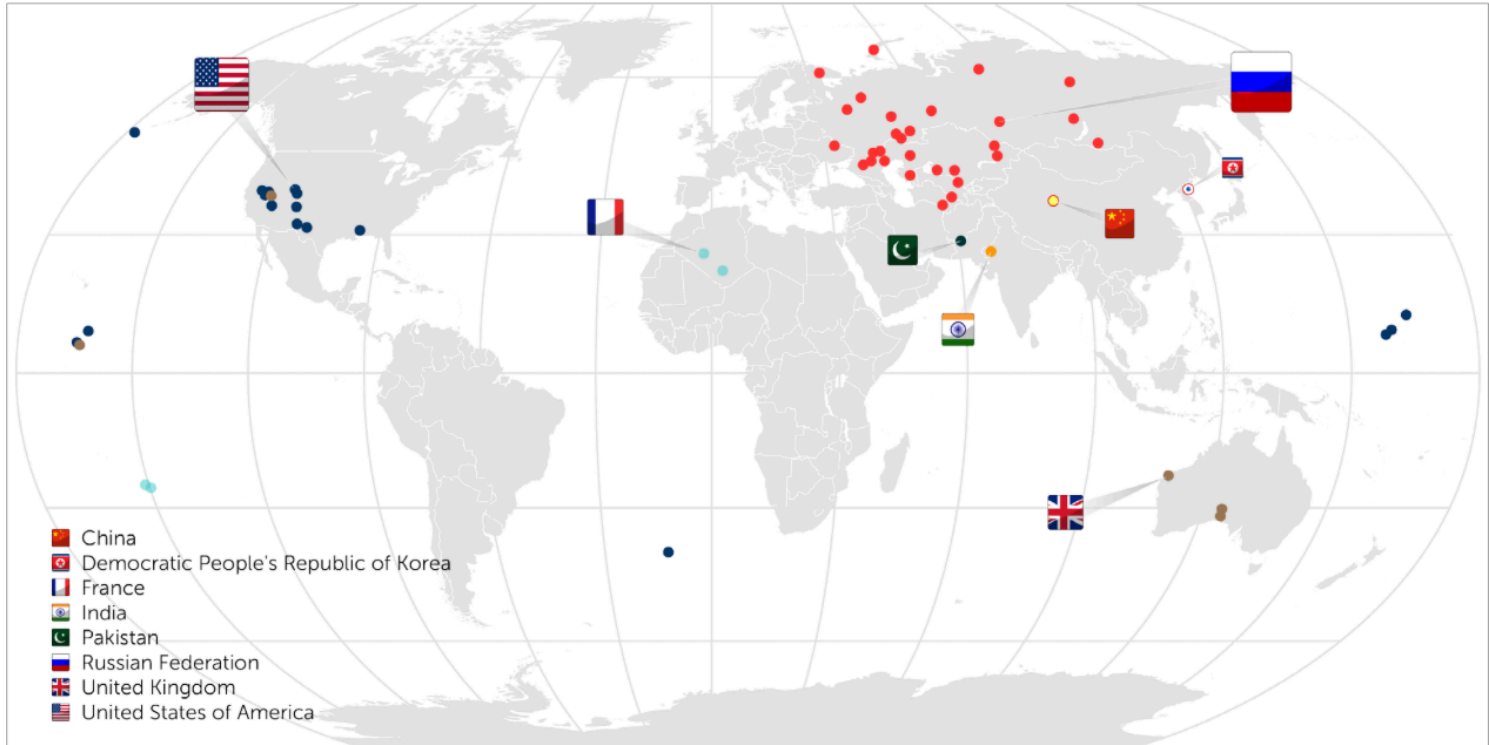 China
Democratic People's Republic of Korea
France
India
Pakistan
Russian Federation
United Kingdom
United States of America